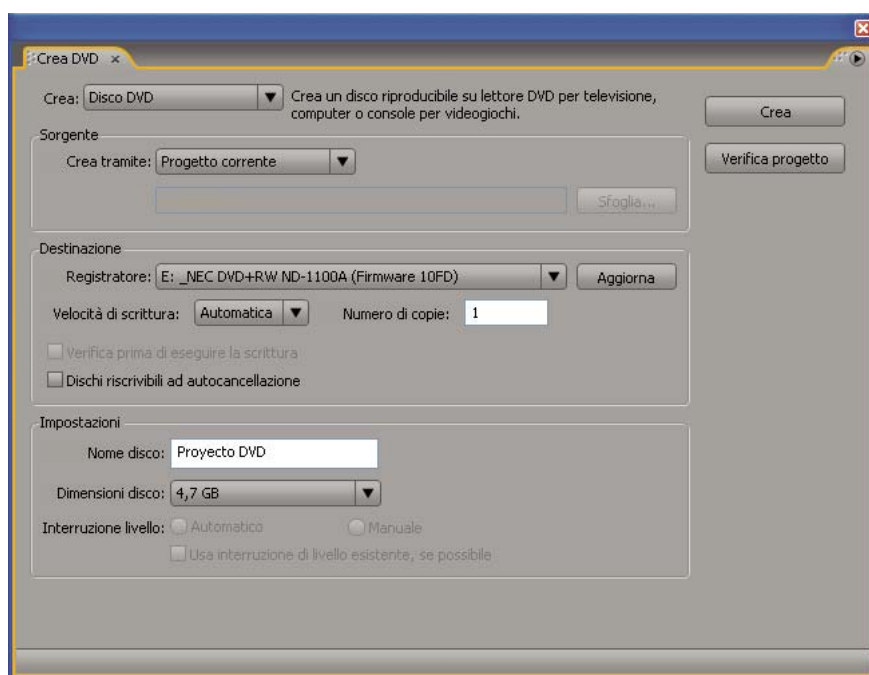 Crea DVD
Crea: Disco DVD
Crea un disco riproducibile su lettore DVD per televisione,
computer o console per videogiochi.
Crea
Verifica progetto
Sorgente
Crea tramite: Progetto corrente
Sfoglia...
Destinazione
Registratore: E: _NEC DVD+RW ND-1100A (Firmware 10FD)
Aggiorna
Velocità di scrittura: Automatica
Numero di copie: 1
Verifica prima di eseguire la scrittura
Dischi riscrivibili ad autocancellazione
Impostazioni
Nome disco: Proyecto DVD
Dimensioni disco: 4,7 GB
Interruzione livello: Automatico Manuale
Usa interruzione di livello esistente, se possibile